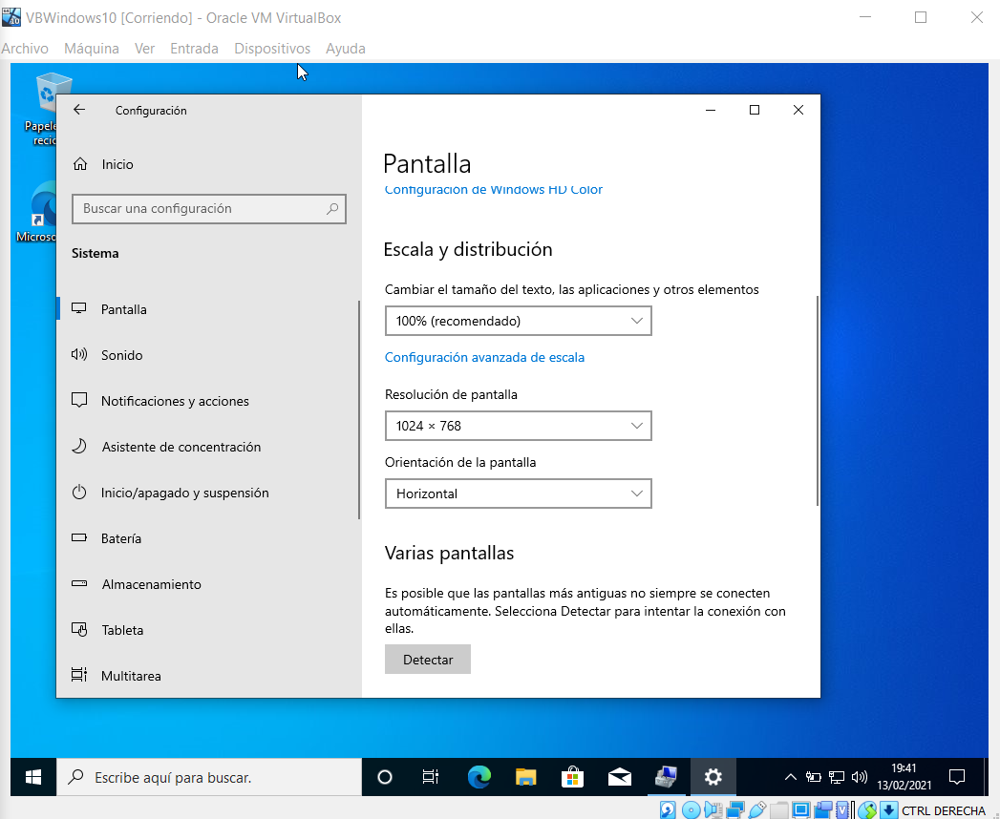 VBWindows10 [Corriendo] - Oracle VM VirtualBox
Archivo Máquina Ver Entrada Dispositivos Ayuda
Configuración
Inicio
Buscar una configuración
Sistema
Pantalla
Sonido
Notificaciones y acciones
Asistente de concentración
Inicio/apagado y suspensión
Batería
Almacenamiento
Tableta
Multitarea
Pantalla
Configuración de Windows HD Color
Escala y distribución
Cambiar el tamaño del texto, las aplicaciones y otros elementos
100% (recomendado)
Configuración avanzada de escala
Resolución de pantalla
1024 × 768
Orientación de la pantalla
Horizontal
Varias pantallas
Es posible que las pantallas más antiguas no siempre se conecten
automáticamente. Selecciona Detectar para intentar la conexión con
ellas.
Detectar
Escribe aquí para buscar.
19:41
13/02/2021
CTRL DERECHA